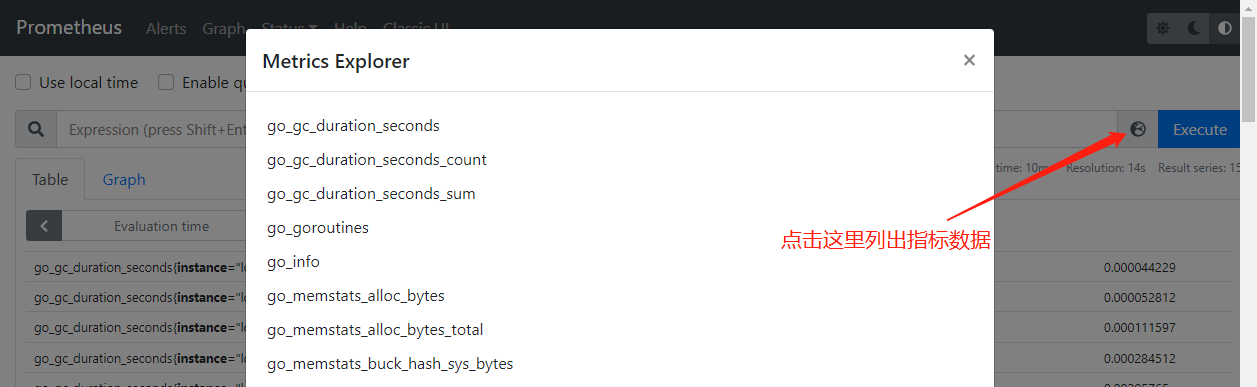 Prometheus Alerts Graph Status Help Classic UI
Metrics Explorer ×
Use local time Enable qu
Expression (press Shift+Ent Execute
time: 10m Resolution: 14s Result series: 15
Table Graph
Evaluation time
go_gc_duration_seconds
go_gc_duration_seconds_count
go_gc_duration_seconds_sum
go_goroutines
go_info
go_memstats_alloc_bytes
go_memstats_alloc_bytes_total
go_memstats_buck_hash_sys_bytes
点击这里列出指标数据
go_gc_duration_seconds{instance="lo 0.000044229
go_gc_duration_seconds{instance="lo 0.000052812
go_gc_duration_seconds{instance="lo 0.000111597
go_gc_duration_seconds{instance="lo 0.000284512